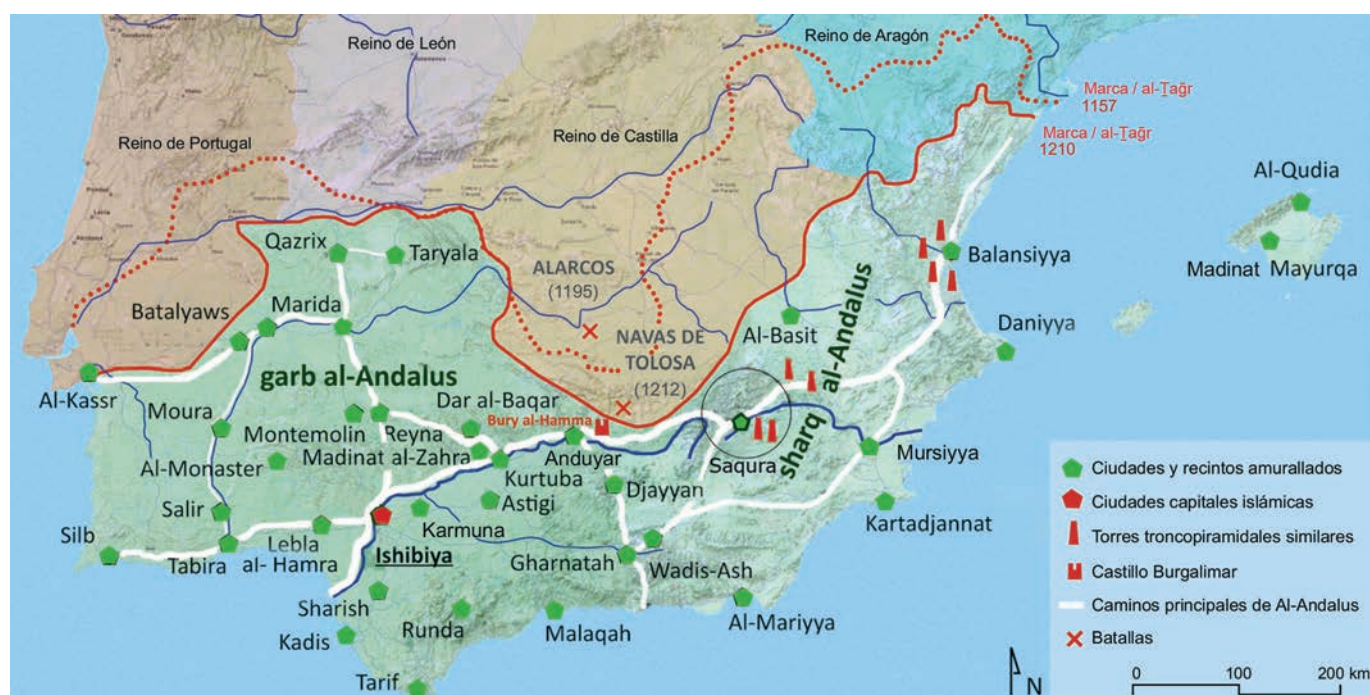 Reino de León
Reino de Aragón
Marca / al-Ṯaġr
1157
Marca / al-Ṯaġr
1210
Reino de Portugal
Reino de Castilla
Al-Qudia
Qazrix
Taryala
ALARCOS
(1195)
Balansiyya
Madinat Mayurqa
Batalyaws
Marida
NAVAS DE
TOLOSA
(1212)
Al-Basit
Daniyya
sharq al-Andalus
garb al-Andalus
Al-Kassr
Moura
Dar al-Baqar
Bury al-Hamma
Montemolin
Reyna
Madinat al-Zahra
Al-Monaster
Anduyar
Saqura
Mursiyya
Kurtuba
Djayyan
Astigi
Salir
Karmuna
Kartadjannat
Silb
Tabira
Lebla
al- Hamra
Ishibiya
Gharnatah
Wadis-Ash
Sharish
Runda
Malaqah
Al-Mariyya
Kadis
Tarif
Ciudades y recintos amurallados
Ciudades capitales islámicas
Torres troncopiramidales similares
Castillo Burgalimar
Caminos principales de Al-Andalus
Batallas
N
0 100 200 km